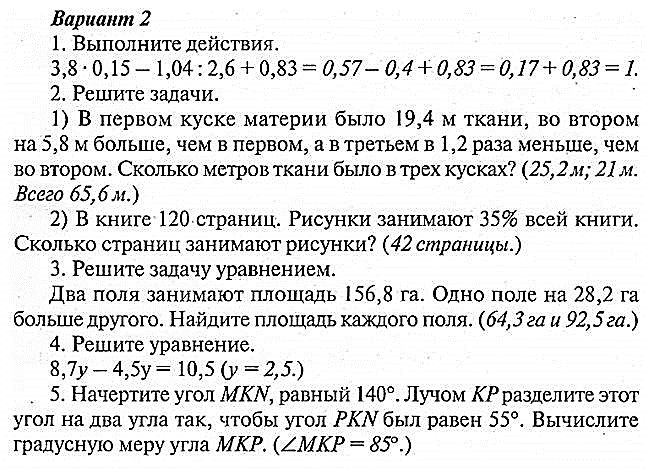 Вариант 2
1. Выполните действия.
3,8 · 0,15 – 1,04 : 2,6 + 0,83 = 0,57 – 0,4 + 0,83 = 0,17 + 0,83 = 1.
2. Решите задачи.
1) В первом куске материи было 19,4 м ткани, во втором
на 5,8 м больше, чем в первом, а в третьем в 1,2 раза меньше, чем
во втором. Сколько метров ткани было в трех кусках? (25,2 м; 21 м.
Всего 65,6 м.)
2) В книге 120 страниц. Рисунки занимают 35% всей книги.
Сколько страниц занимают рисунки? (42 страницы.)
3. Решите задачу уравнением.
Два поля занимают площадь 156,8 га. Одно поле на 28,2 га
больше другого. Найдите площадь каждого поля. (64,3 га и 92,5 га.)
4. Решите уравнение.
8,7y – 4,5y = 10,5 (y = 2,5.)
5. Начертите угол MKN, равный 140°. Лучом KP разделите этот
угол на два угла так, чтобы угол PKN был равен 55°. Вычислите
градусную меру угла MKP. (∠MKP = 85°.)